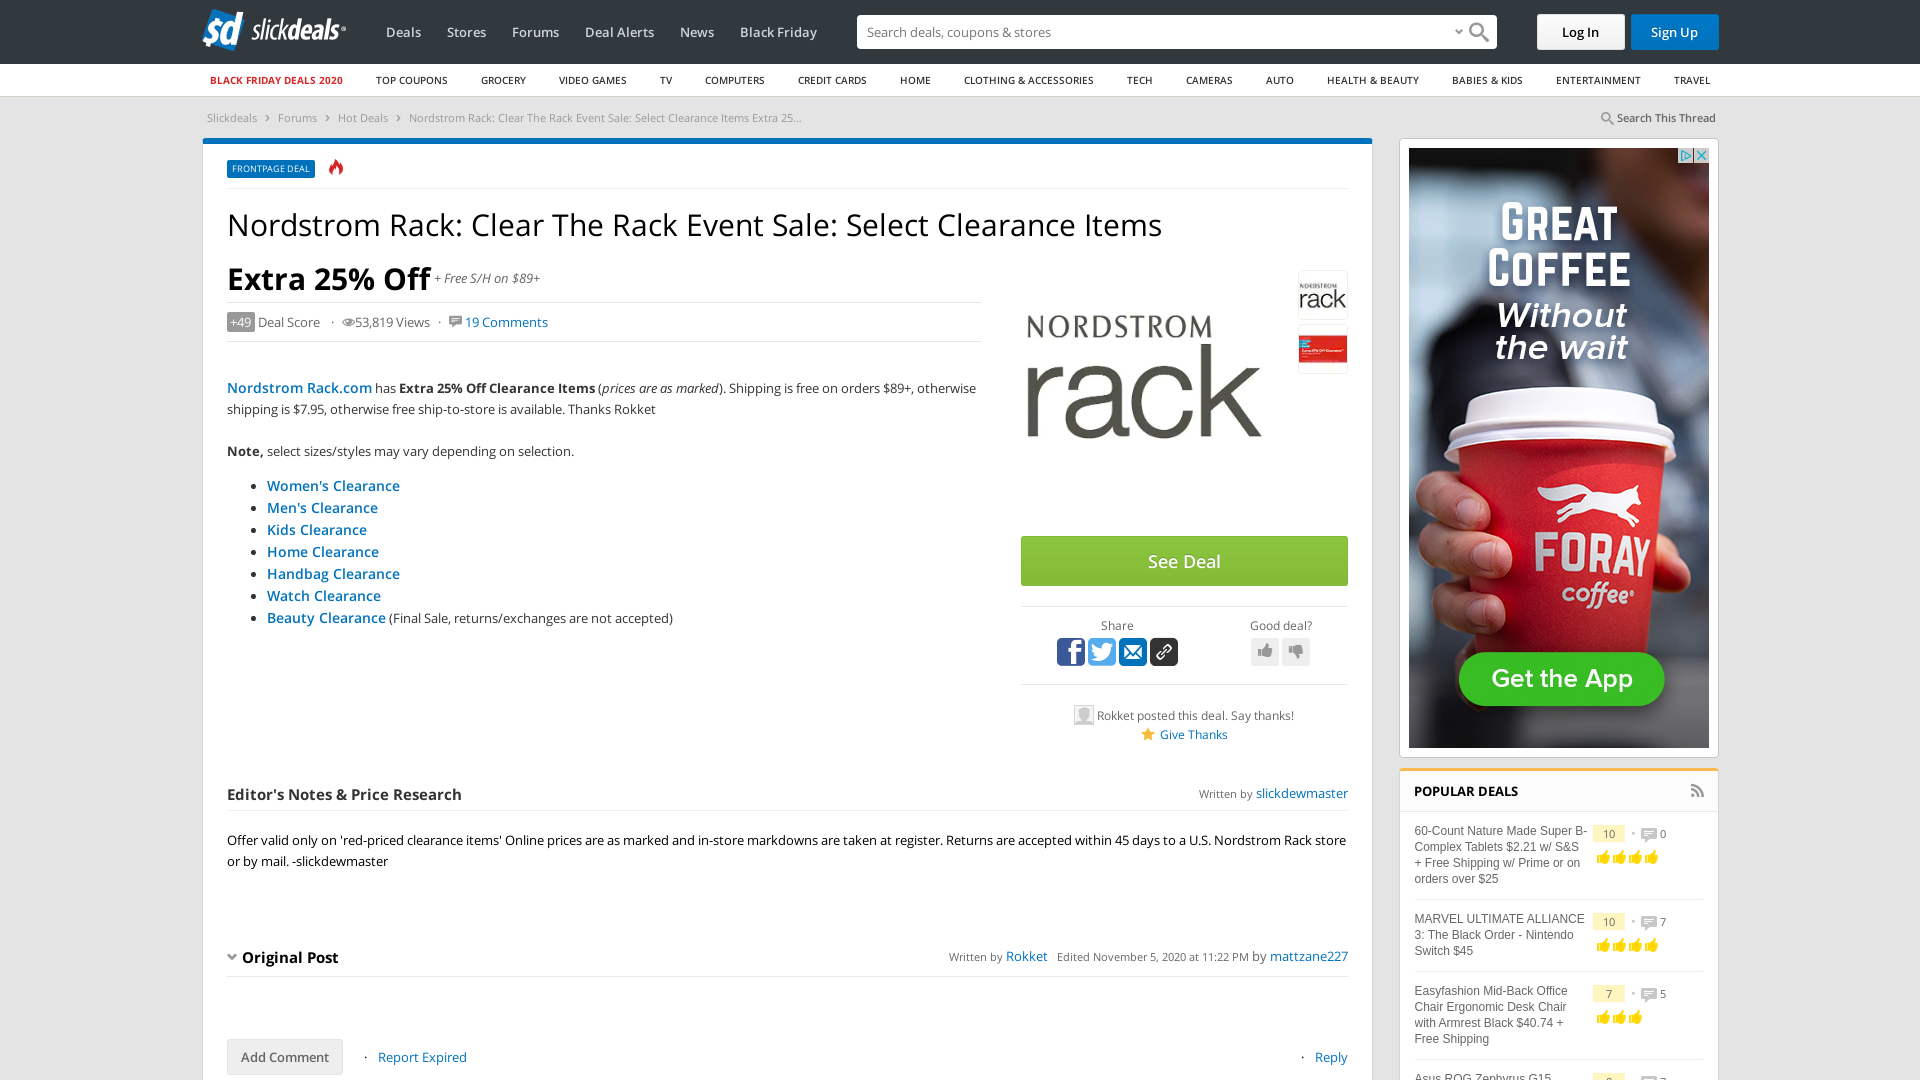 slickdeals
Deals
Stores
Forums
Deal Alerts
News
Black Friday
Search deals, coupons & stores
Log In
Sign Up
BLACK FRIDAY DEALS 2020
TOP COUPONS
GROCERY
VIDEO GAMES
TV
COMPUTERS
CREDIT CARDS
HOME
CLOTHING & ACCESSORIES
TECH
CAMERAS
AUTO
HEALTH & BEAUTY
BABIES & KIDS
ENTERTAINMENT
TRAVEL
Slickdeals › Forums › Hot Deals › Nordstrom Rack: Clear The Rack Event Sale: Select Clearance Items Extra 25...
Search This Thread
FRONTPAGE DEAL
Nordstrom Rack: Clear The Rack Event Sale: Select Clearance Items
Extra 25% Off + Free S/H on $89+
+49 Deal Score · 53,819 Views · 19 Comments
Nordstrom Rack.com has Extra 25% Off Clearance Items (prices are as marked). Shipping is free on orders $89+, otherwise
shipping is $7.95, otherwise free ship-to-store is available. Thanks Rokket
Note, select sizes/styles may vary depending on selection.
• Women's Clearance
• Men's Clearance
• Kids Clearance
• Home Clearance
• Handbag Clearance
• Watch Clearance
• Beauty Clearance (Final Sale, returns/exchanges are not accepted)
NORDSTROM
rack
NORDSTROM
rack
See Deal
Share
Good deal?
Rokket posted this deal. Say thanks!
Give Thanks
Editor's Notes & Price Research
Written by slickdewmaster
Offer valid only on 'red-priced clearance items' Online prices are as marked and in-store markdowns are taken at register. Returns are accepted within 45 days to a U.S. Nordstrom Rack store
or by mail. -slickdewmaster
Original Post
Written by Rokket Edited November 5, 2020 at 11:22 PM by mattzane227
Add Comment
· Report Expired
· Reply
GREAT
COFFEE
Without
the wait
FORAY
coffee
Get the App
POPULAR DEALS
60-Count Nature Made Super B-
Complex Tablets $2.21 w/ S&S
+ Free Shipping w/ Prime or on
orders over $25
10 • 0
MARVEL ULTIMATE ALLIANCE
3: The Black Order - Nintendo
Switch $45
10 • 7
Easyfashion Mid-Back Office
Chair Ergonomic Desk Chair
with Armrest Black $40.74 +
Free Shipping
7 • 5
Asus ROG Zephyrus G15